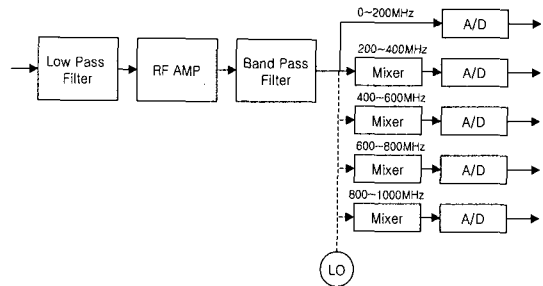 Low Pass
Filter
RF AMP
Band Pass
Filter
0~200MHz
A/D
200~400MHz
Mixer
A/D
400~600MHz
Mixer
A/D
600~800MHz
Mixer
A/D
800~1000MHz
Mixer
A/D
LO